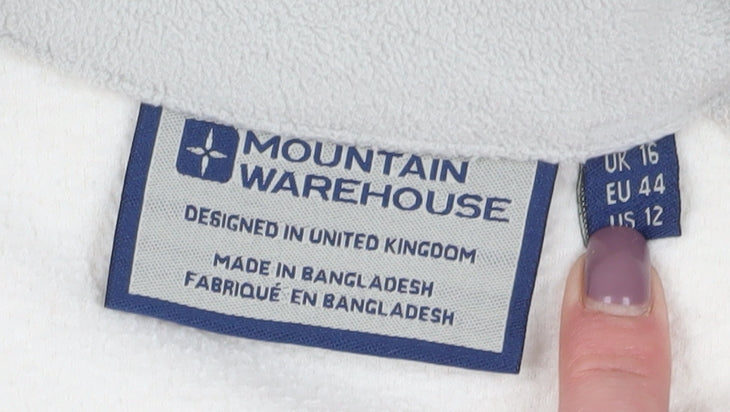 MOUNTAIN
WAREHOUSE
DESIGNED IN UNITED KINGDOM
MADE IN BANGLADESH
FABRIQUÉ EN BANGLADESH
UK 16
EU 44
US 12